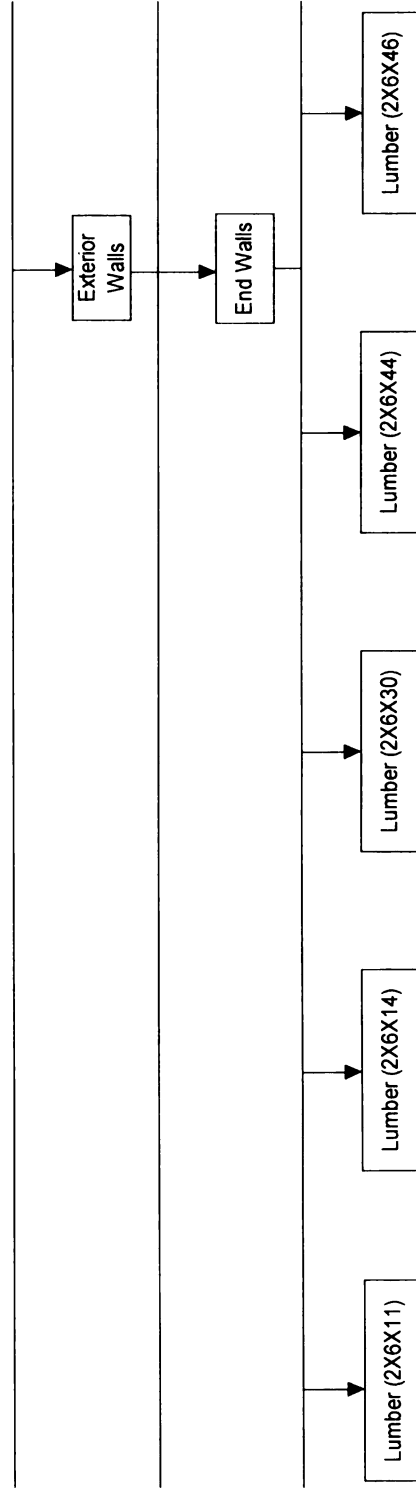 Exterior
Walls
End Walls
Lumber (2X6X11)
Lumber (2X6X14)
Lumber (2X6X30)
Lumber (2X6X44)
Lumber (2X6X46)